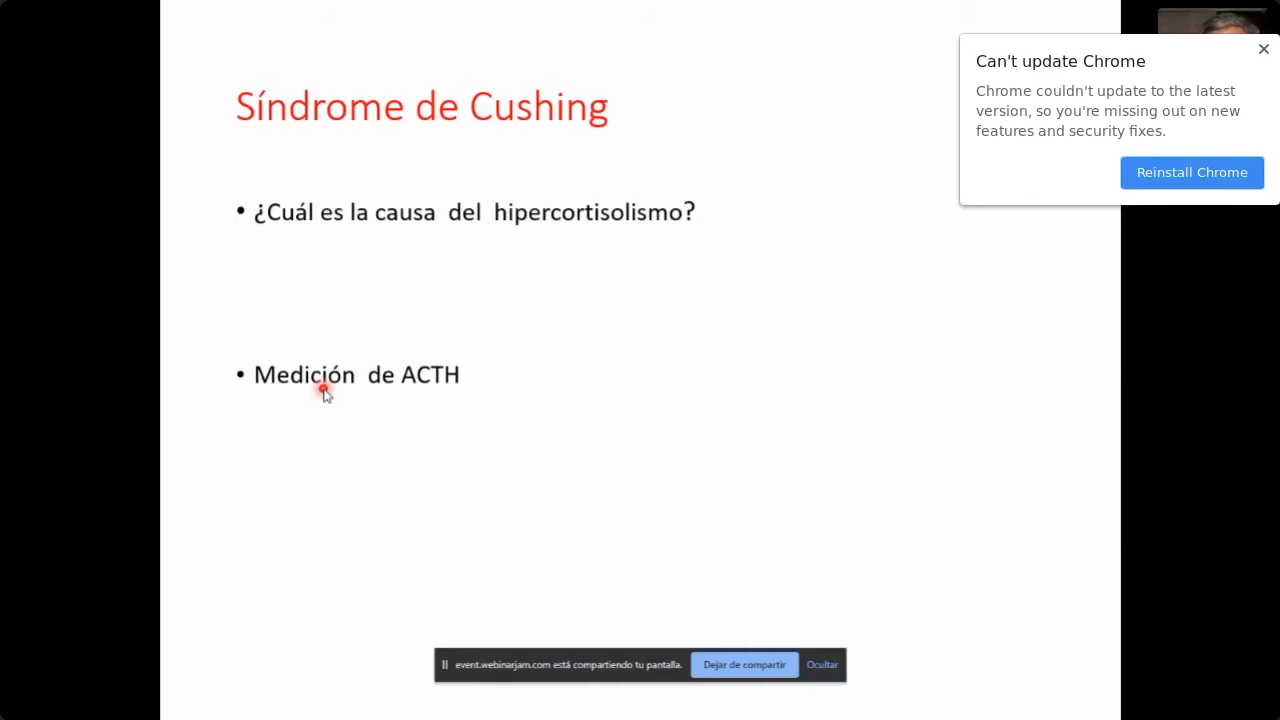 Síndrome de Cushing
• ¿Cuál es la causa del hipercortisolismo?
• Medición de ACTH
Can't update Chrome
Chrome couldn't update to the latest
version, so you're missing out on new
features and security fixes.
Reinstall Chrome
event.webinarjam.com está compartiendo tu pantalla. Dejar de compartir Ocultar